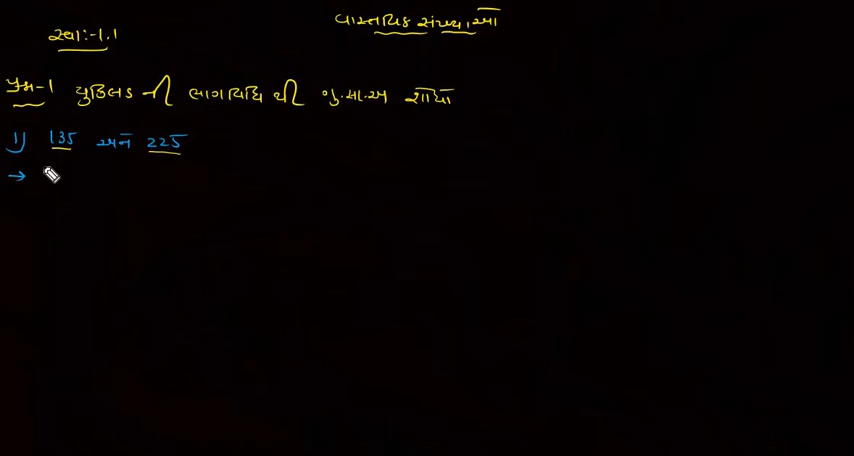 વાસ્તવિક સંખ્યાઓ
સ્વા:-1.1
પ્રશ્ન-1 યુક્લિડ ની ભાગવિધિ થી ગુ.સા.અ શોધો
1) 135 અને 225
→